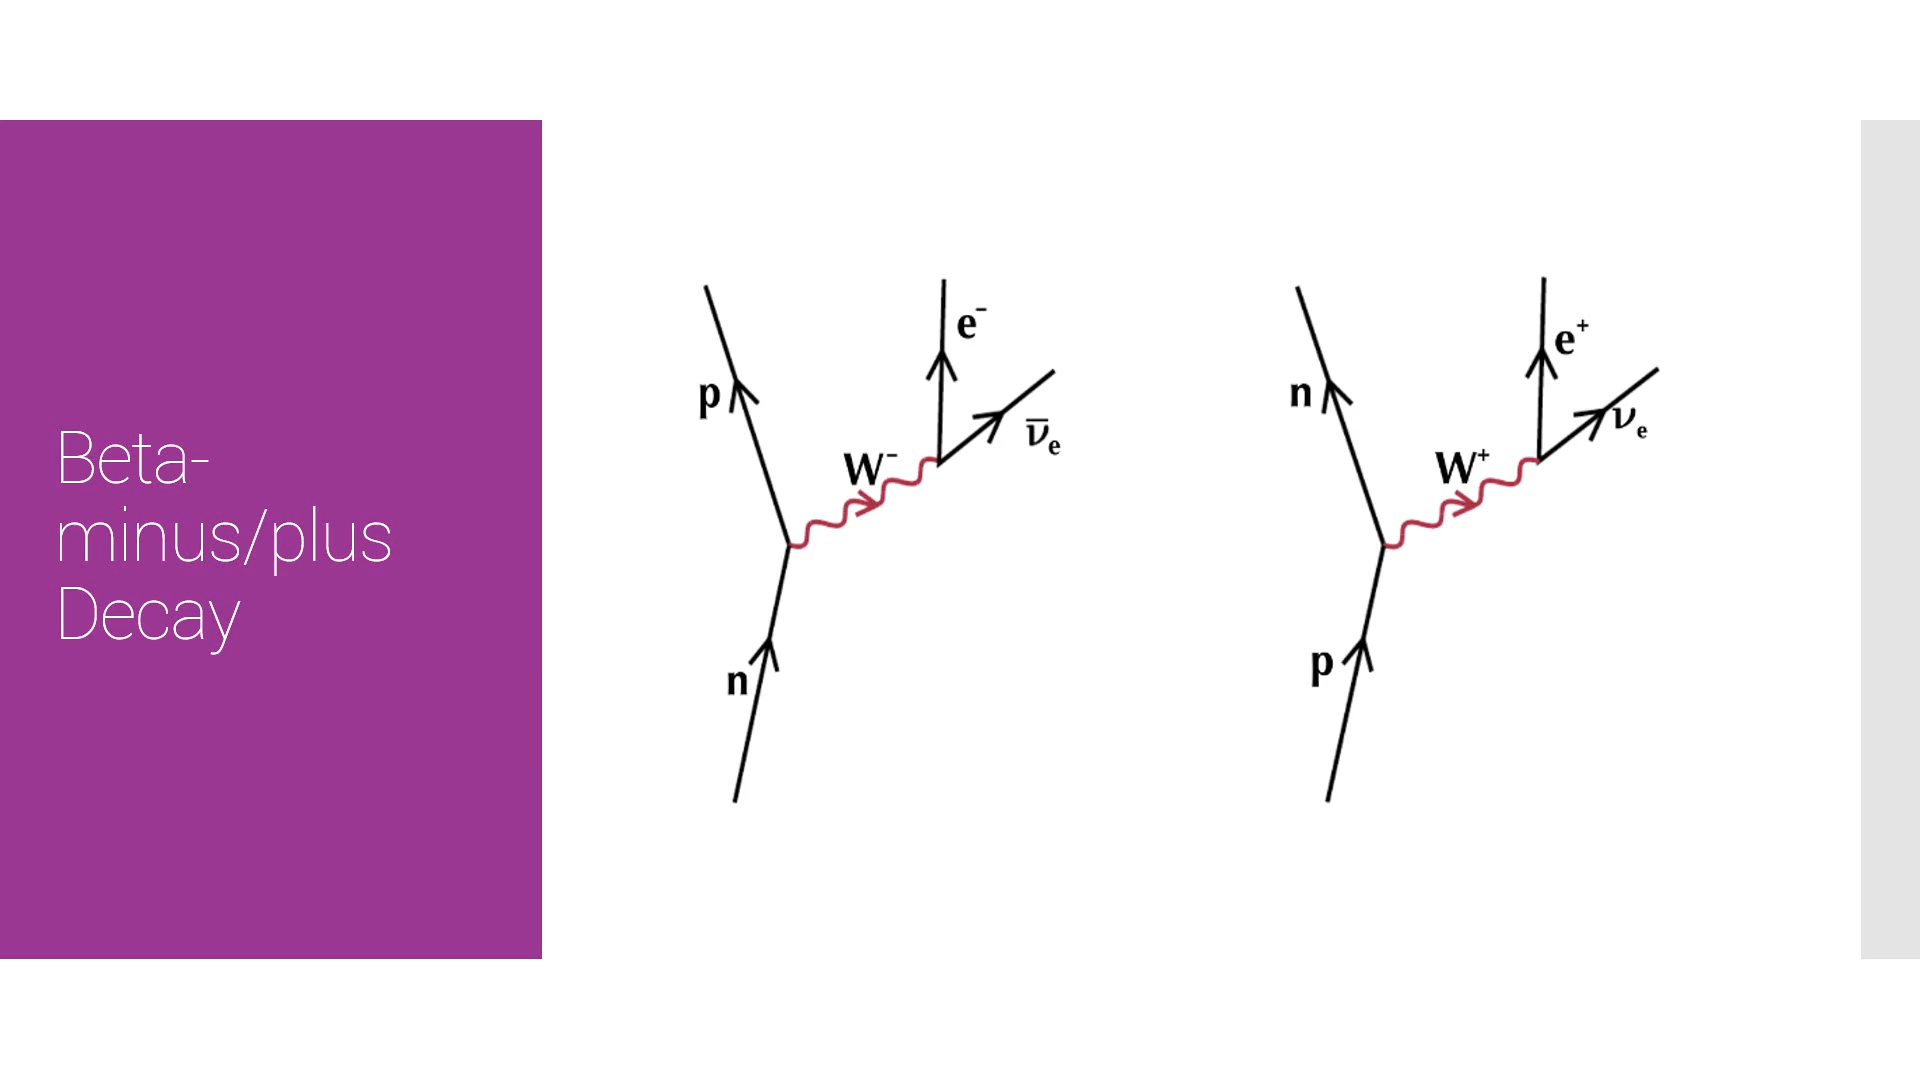 Beta-
minus/plus
Decay
p
e⁻
ν̅ₑ
W⁻
n
n
e⁺
νₑ
W⁺
p